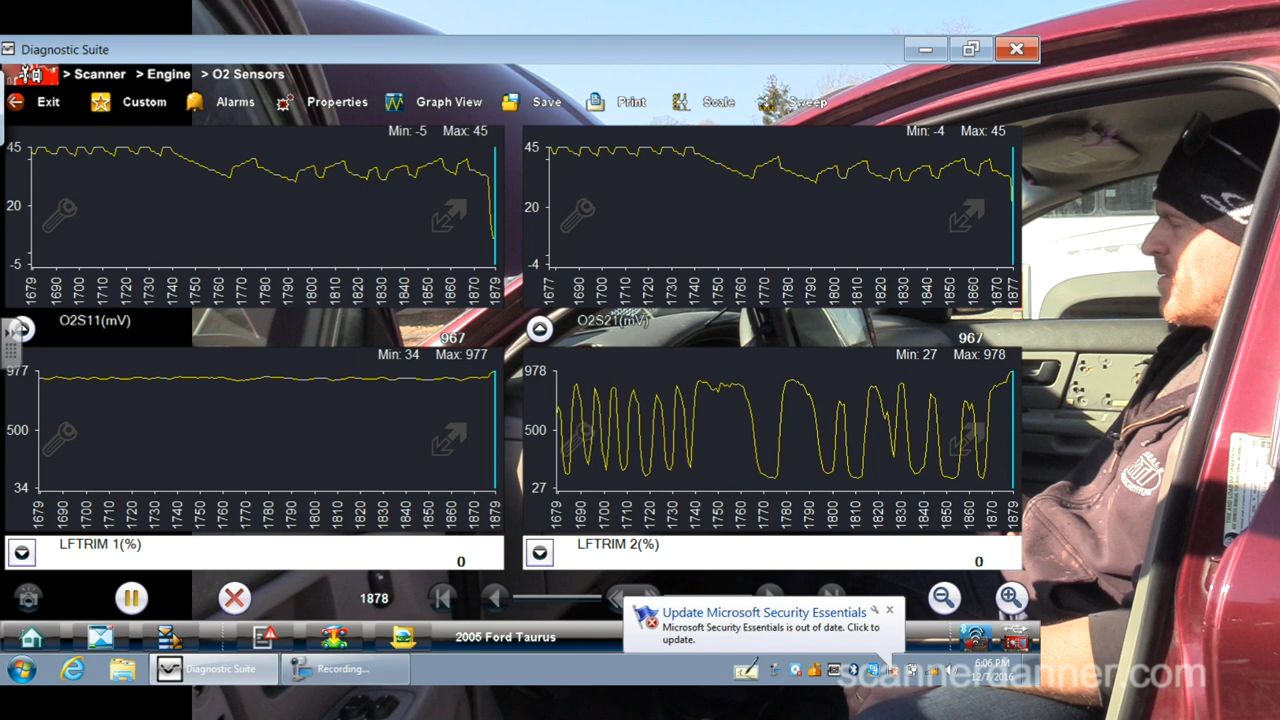 Diagnostic Suite
> Scanner > Engine > O2 Sensors
Exit Custom Alarms Properties Graph View Save Print Scale Sweep
Min: -5 Max: 45
45
20
-5
1679 1690 1700 1710 1720 1730 1740 1750 1760 1770 1780 1790 1800 1810 1820 1830 1840 1850 1860 1879
Min: -4 Max: 45
45
20
-4
1677 1690 1700 1710 1720 1730 1740 1750 1760 1770 1780 1790 1800 1810 1820 1830 1840 1850 1860 1870 1877
O2S11(mV)
967
O2S21(mV)
967
Min: 34 Max: 977
977
500
34
1679 1690 1700 1710 1720 1730 1740 1750 1760 1770 1780 1790 1800 1810 1820 1830 1840 1850 1860 1879
Min: 27 Max: 978
978
500
27
1679 1690 1700 1710 1720 1730 1740 1750 1760 1770 1780 1790 1800 1810 1820 1830 1840 1850 1860 1870 1879
LFTRIM 1(%)
0
LFTRIM 2(%)
0
1878
Update Microsoft Security Essentials
Microsoft Security Essentials is out of date. Click to
update.
2005 Ford Taurus
Diagnostic Suite
Recording...
6:06 PM
12/7/2016
scannerdanner.com